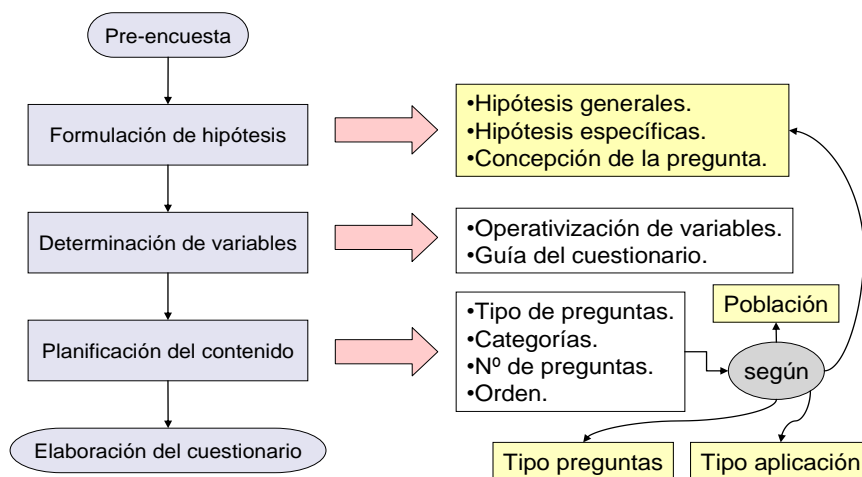 Pre-encuesta
Formulación de hipótesis
•Hipótesis generales.
•Hipótesis específicas.
•Concepción de la pregunta.
Determinación de variables
•Operativización de variables.
•Guía del cuestionario.
Planificación del contenido
•Tipo de preguntas.
•Categorías.
•Nº de preguntas.
•Orden.
Población
según
Elaboración del cuestionario
Tipo preguntas
Tipo aplicación